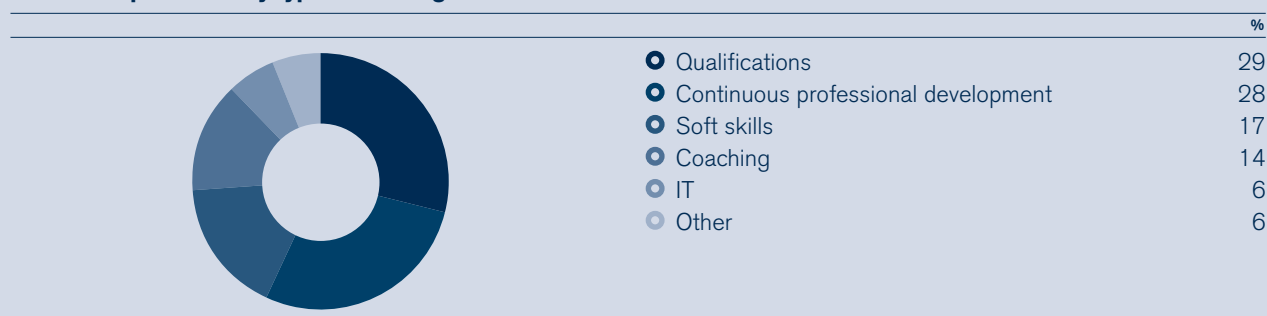 %
Qualifications 29
Continuous professional development 28
Soft skills 17
Coaching 14
IT 6
Other 6